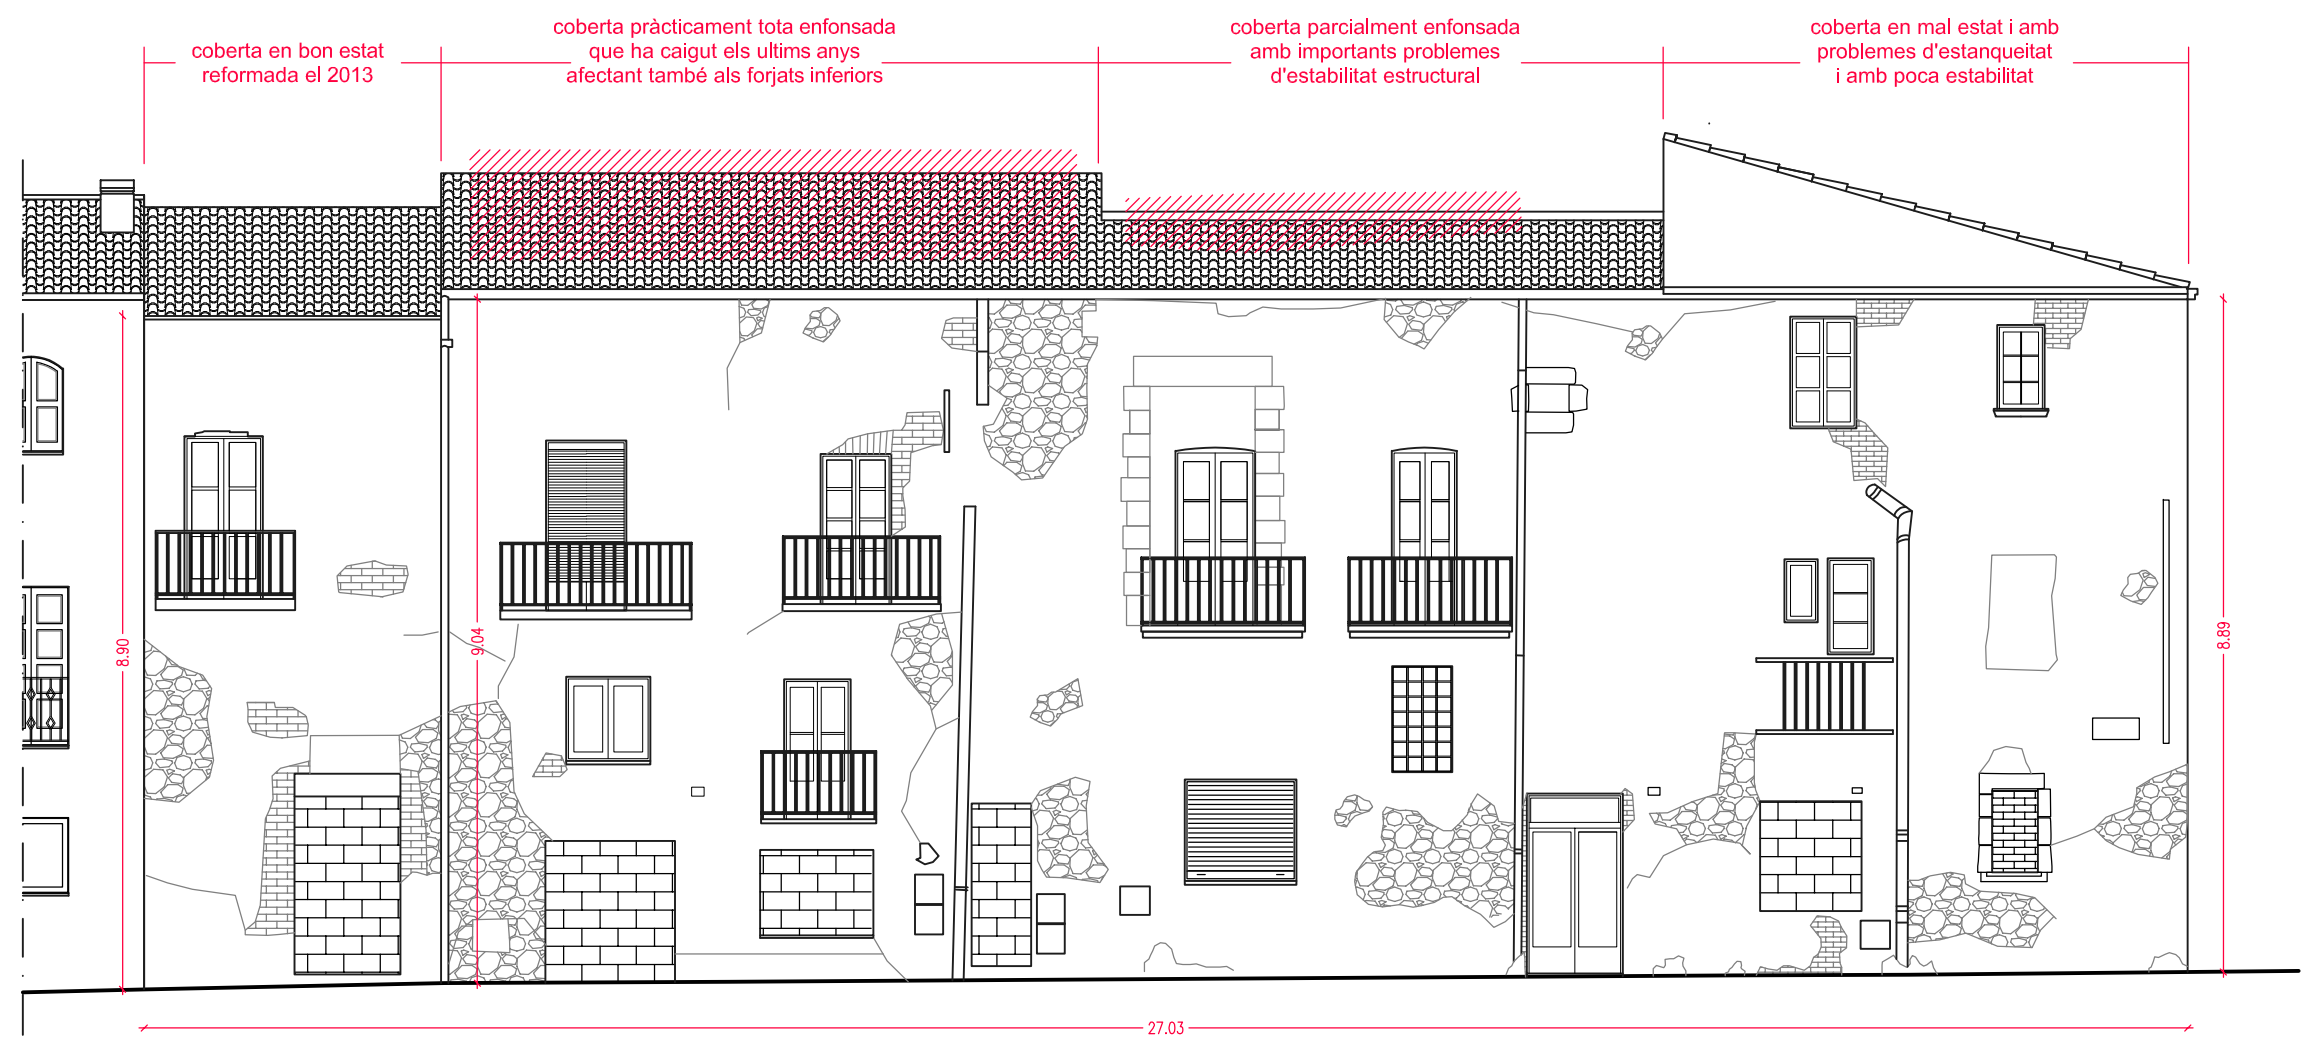 coberta en bon estat
reformada el 2013
coberta pràcticament tota enfonsada
que ha caigut els ultims anys
afectant també als forjats inferiors
coberta parcialment enfonsada
amb importants problemes
d'estabilitat estructural
coberta en mal estat i amb
problemes d'estanqueitat
i amb poca estabilitat
8.90
9.04
8.89
27.03